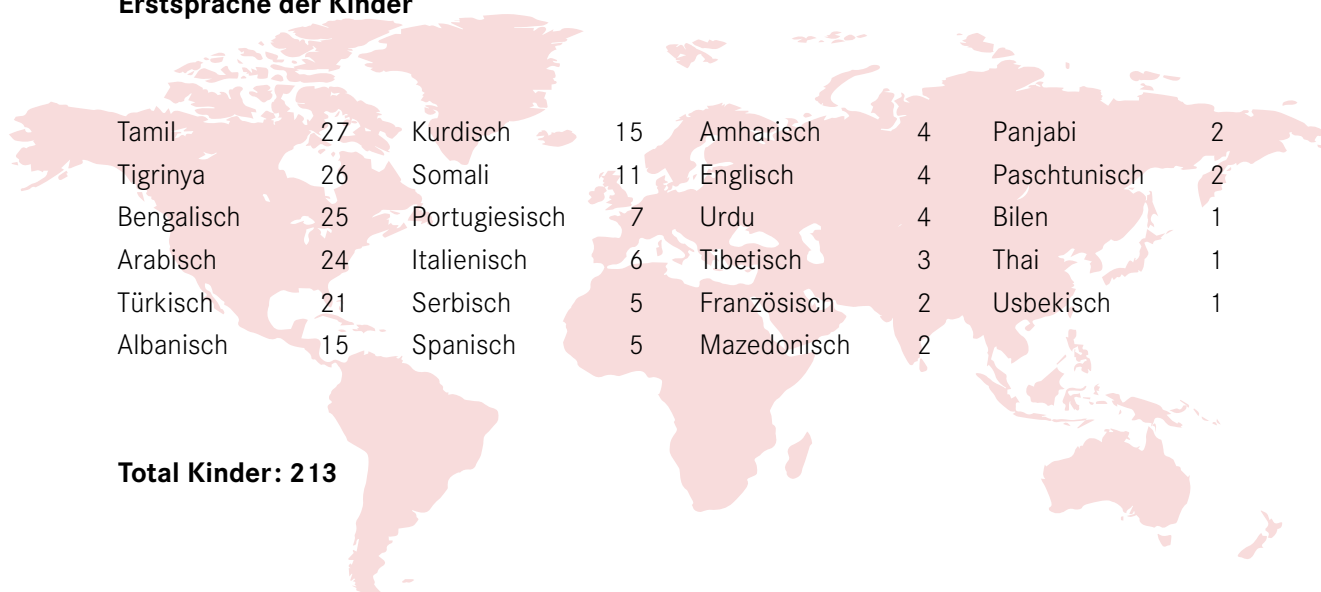 Erstsprache der Kinder
Tamil 27 Kurdisch 15 Amharisch 4 Panjabi 2
Tigrinya 26 Somali 11 Englisch 4 Paschtunisch 2
Bengalisch 25 Portugiesisch 7 Urdu 4 Bilen 1
Arabisch 24 Italienisch 6 Tibetisch 3 Thai 1
Türkisch 21 Serbisch 5 Französisch 2 Usbekisch 1
Albanisch 15 Spanisch 5 Mazedonisch 2
Total Kinder: 213